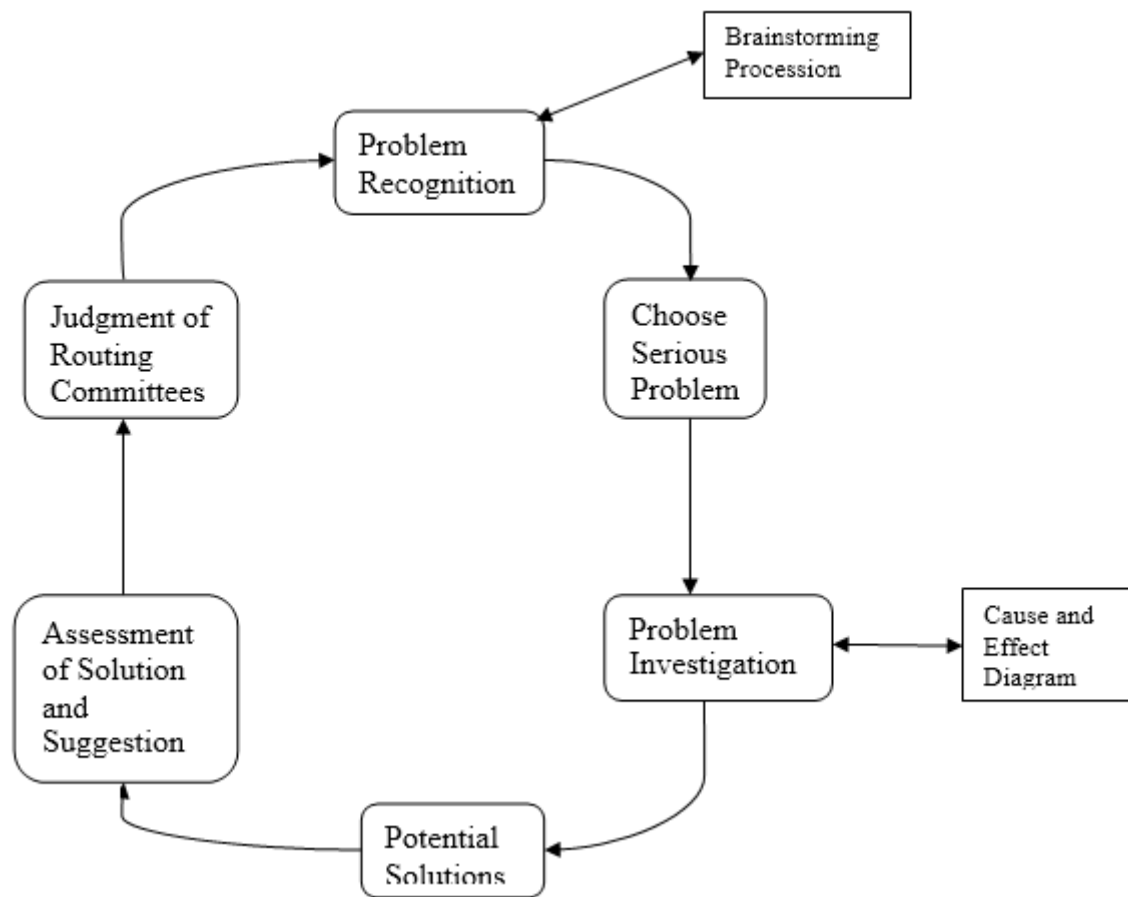 Brainstorming
Procession
Problem
Recognition
Choose
Serious
Problem
Problem
Investigation
Cause and
Effect
Diagram
Potential
Solutions
Assessment
of Solution
and
Suggestion
Judgment of
Routing
Committees